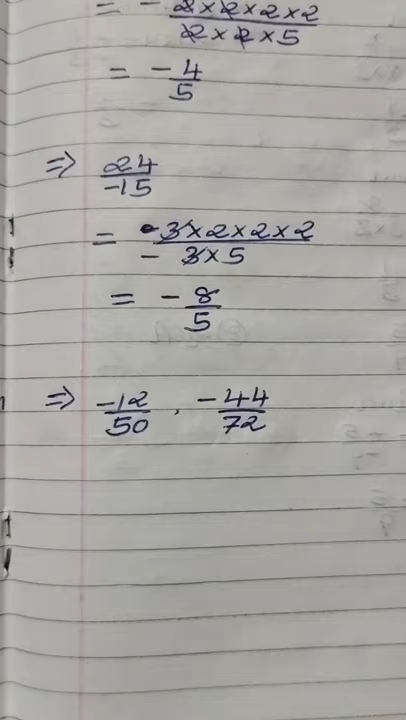 = - 2×2×2×2 / 2×2×5
= -4/5
⇒ 24/-15
= -3×2×2×2 / - 3×5
= -8/5
⇒ -12/50 , -44/72